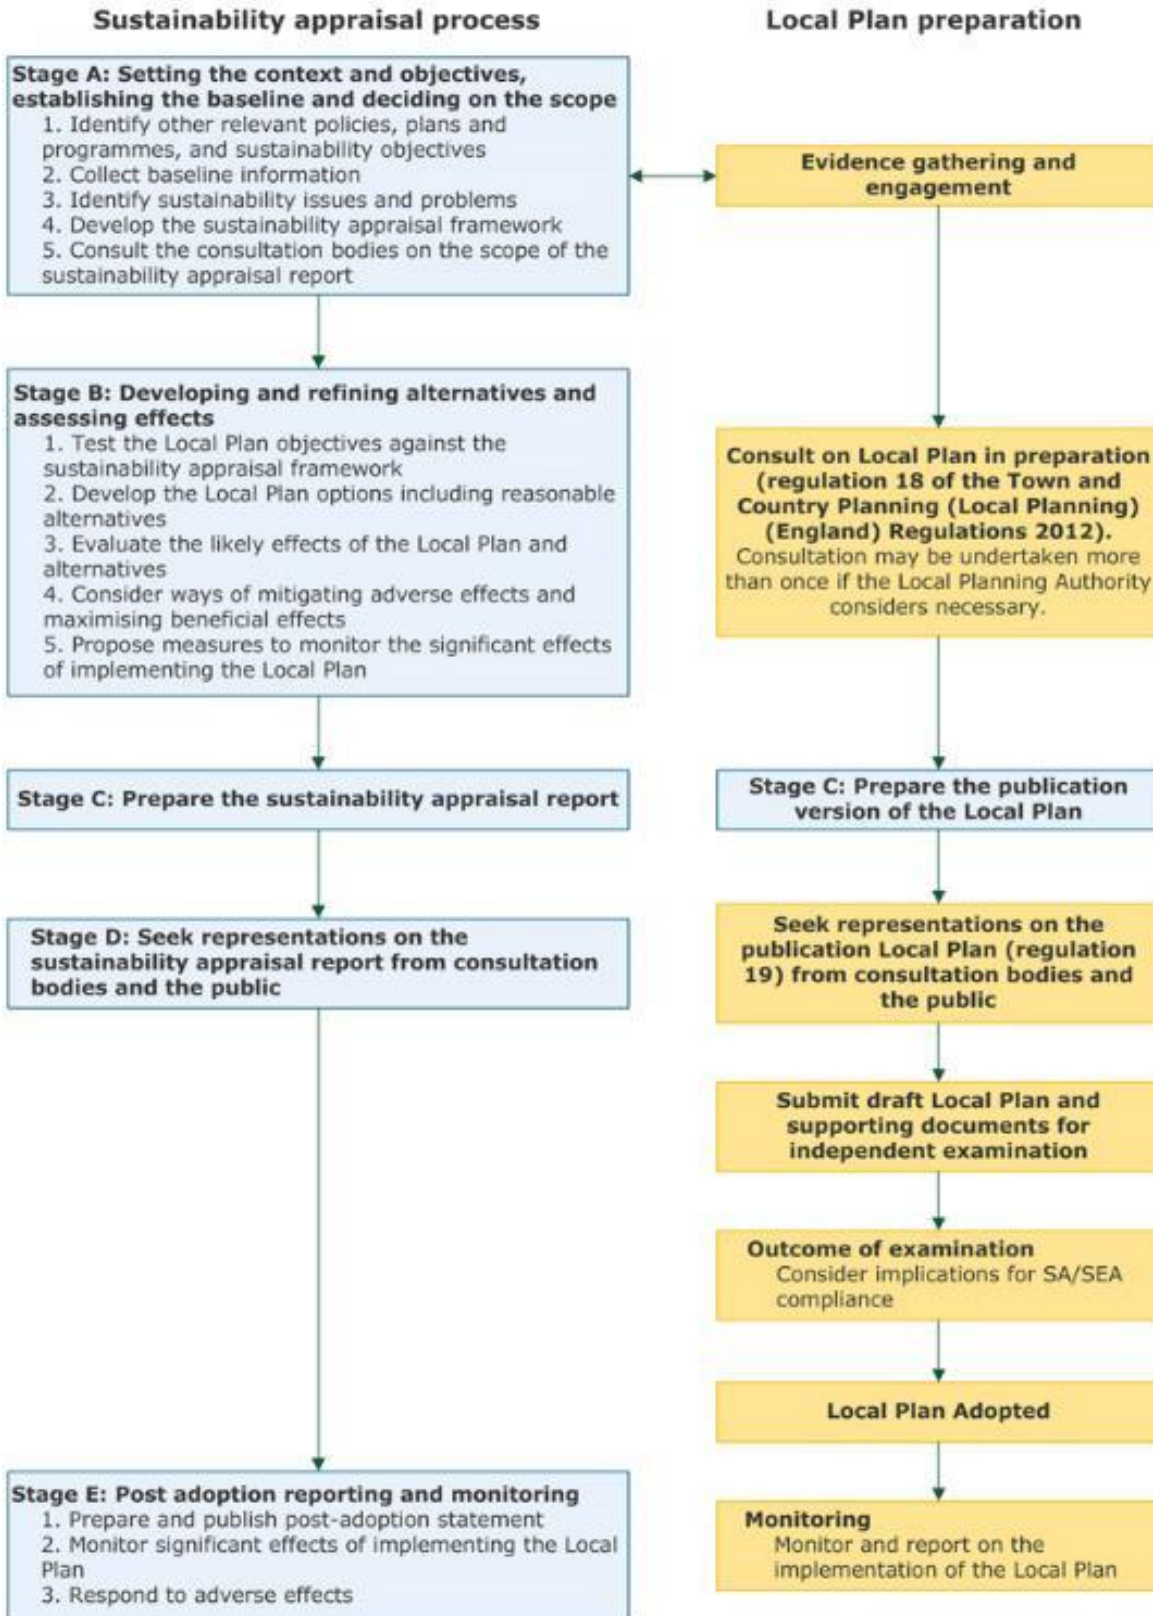 Sustainability appraisal process
Local Plan preparation
Stage A: Setting the context and objectives,
establishing the baseline and deciding on the scope
1. Identify other relevant policies, plans and
programmes, and sustainability objectives
2. Collect baseline information
3. Identify sustainability issues and problems
4. Develop the sustainability appraisal framework
5. Consult the consultation bodies on the scope of the
sustainability appraisal report
Evidence gathering and
engagement
Stage B: Developing and refining alternatives and
assessing effects
1. Test the Local Plan objectives against the
sustainability appraisal framework
2. Develop the Local Plan options including reasonable
alternatives
3. Evaluate the likely effects of the Local Plan and
alternatives
4. Consider ways of mitigating adverse effects and
maximising beneficial effects
5. Propose measures to monitor the significant effects
of implementing the Local Plan
Consult on Local Plan in preparation
(regulation 18 of the Town and
Country Planning (Local Planning)
(England) Regulations 2012).
Consultation may be undertaken more
than once if the Local Planning Authority
considers necessary.
Stage C: Prepare the sustainability appraisal report
Stage C: Prepare the publication
version of the Local Plan
Stage D: Seek representations on the
sustainability appraisal report from consultation
bodies and the public
Seek representations on the
publication Local Plan (regulation
19) from consultation bodies and
the public
Submit draft Local Plan and
supporting documents for
independent examination
Outcome of examination
Consider implications for SA/SEA
compliance
Local Plan Adopted
Stage E: Post adoption reporting and monitoring
1. Prepare and publish post-adoption statement
2. Monitor significant effects of implementing the Local
Plan
3. Respond to adverse effects
Monitoring
Monitor and report on the
implementation of the Local Plan